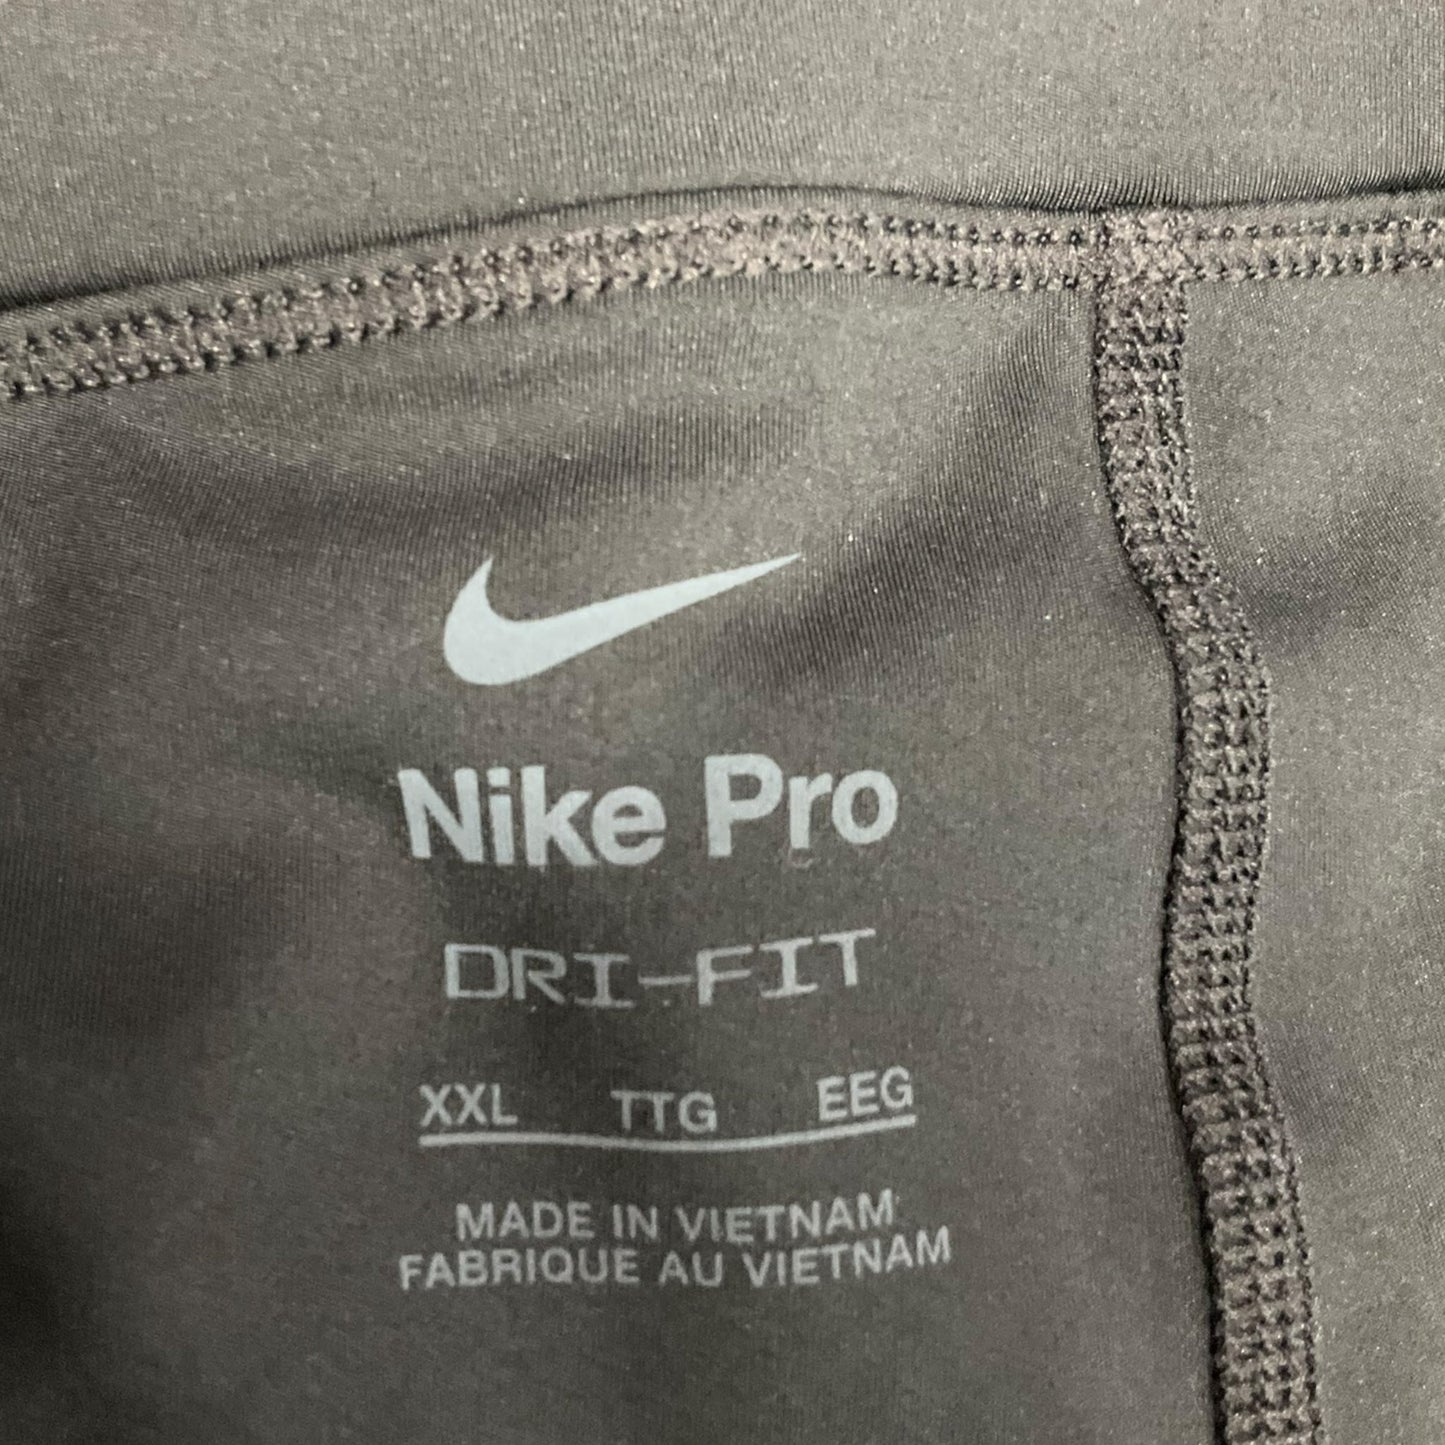 Nike Pro
DRI-FIT
XXL TTG EEG
MADE IN VIETNAM
FABRIQUE AU VIETNAM